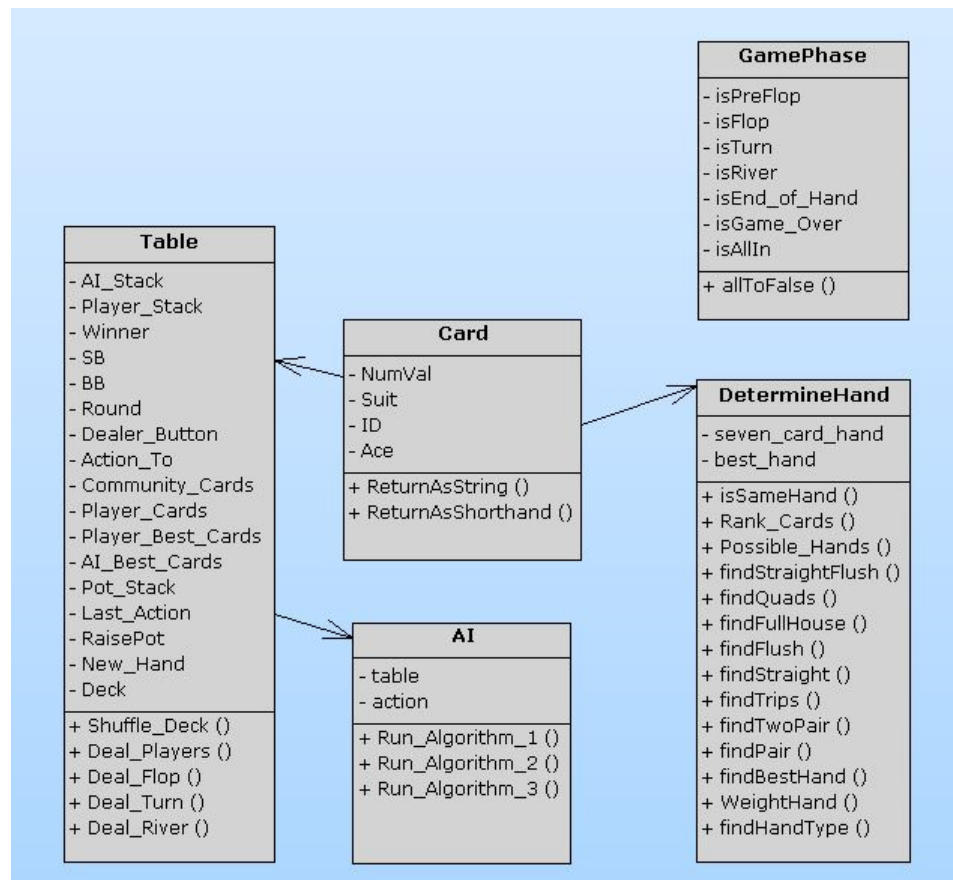 GamePhase
- isPreFlop
- isFlop
- isTurn
- isRiver
- isEnd_of_Hand
- isGame_Over
- isAllIn
+ allToFalse ()
Table
- AI_Stack
- Player_Stack
- Winner
- SB
- BB
- Round
- Dealer_Button
- Action_To
- Community_Cards
- Player_Cards
- Player_Best_Cards
- AI_Best_Cards
- Pot_Stack
- Last_Action
- RaisePot
- New_Hand
- Deck
+ Shuffle_Deck ()
+ Deal_Players ()
+ Deal_Flop ()
+ Deal_Turn ()
+ Deal_River ()
Card
- NumVal
- Suit
- ID
- Ace
+ ReturnAsString ()
+ ReturnAsShorthand ()
AI
- table
- action
+ Run_Algorithm_1 ()
+ Run_Algorithm_2 ()
+ Run_Algorithm_3 ()
DetermineHand
- seven_card_hand
- best_hand
+ isSameHand ()
+ Rank_Cards ()
+ Possible_Hands ()
+ findStraightFlush ()
+ findQuads ()
+ findFullHouse ()
+ findFlush ()
+ findStraight ()
+ findTrips ()
+ findTwoPair ()
+ findPair ()
+ findBestHand ()
+ WeightHand ()
+ findHandType ()